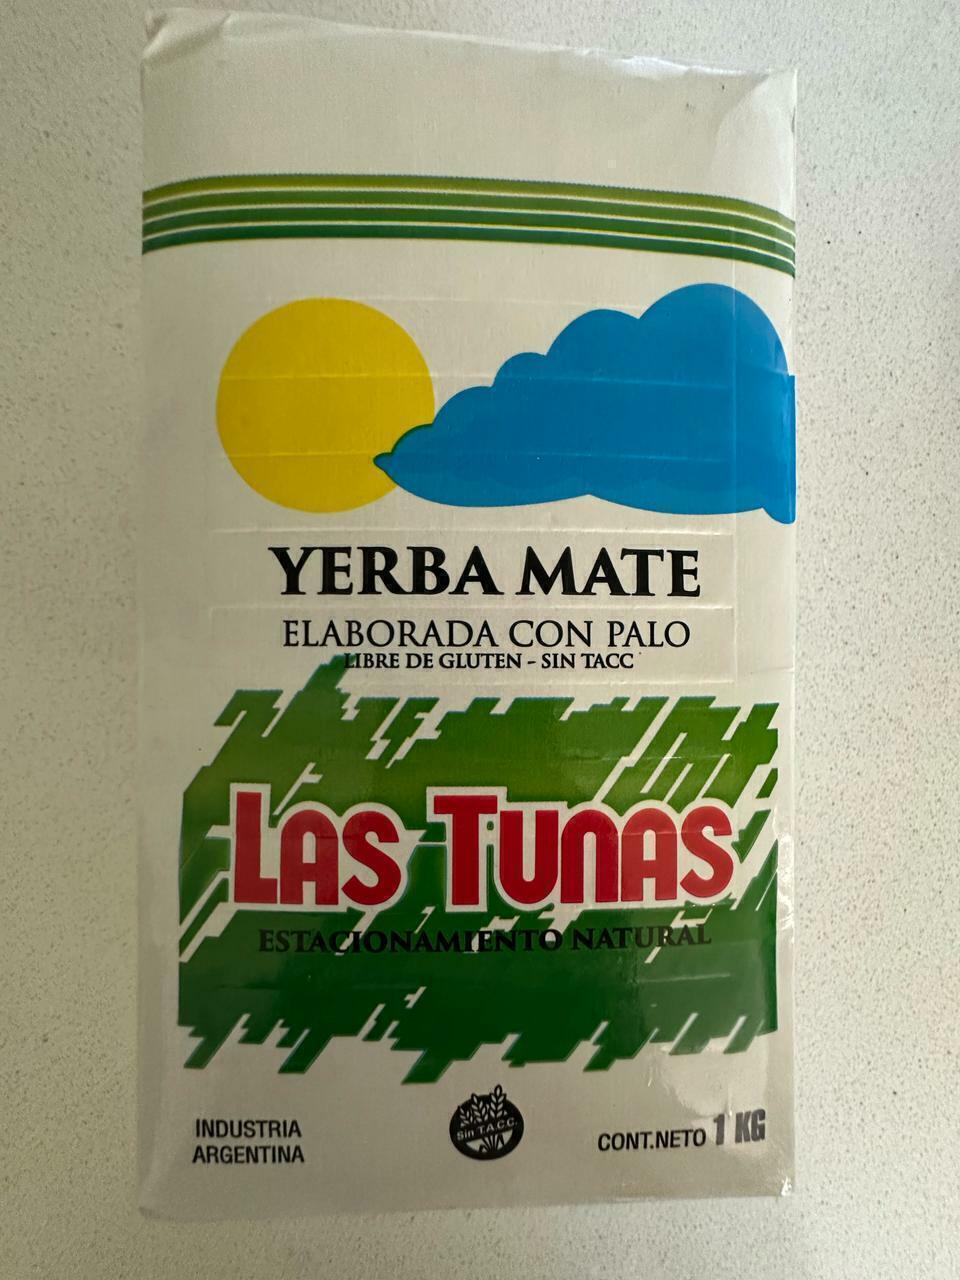 YERBA MATE
ELABORADA CON PALO
LIBRE DE GLUTEN - SIN TACC
LAS TUNAS
ESTACIONAMIENTO NATURAL
INDUSTRIA
ARGENTINA
Sin T.A.C.C.
CONT.NETO 1 KG